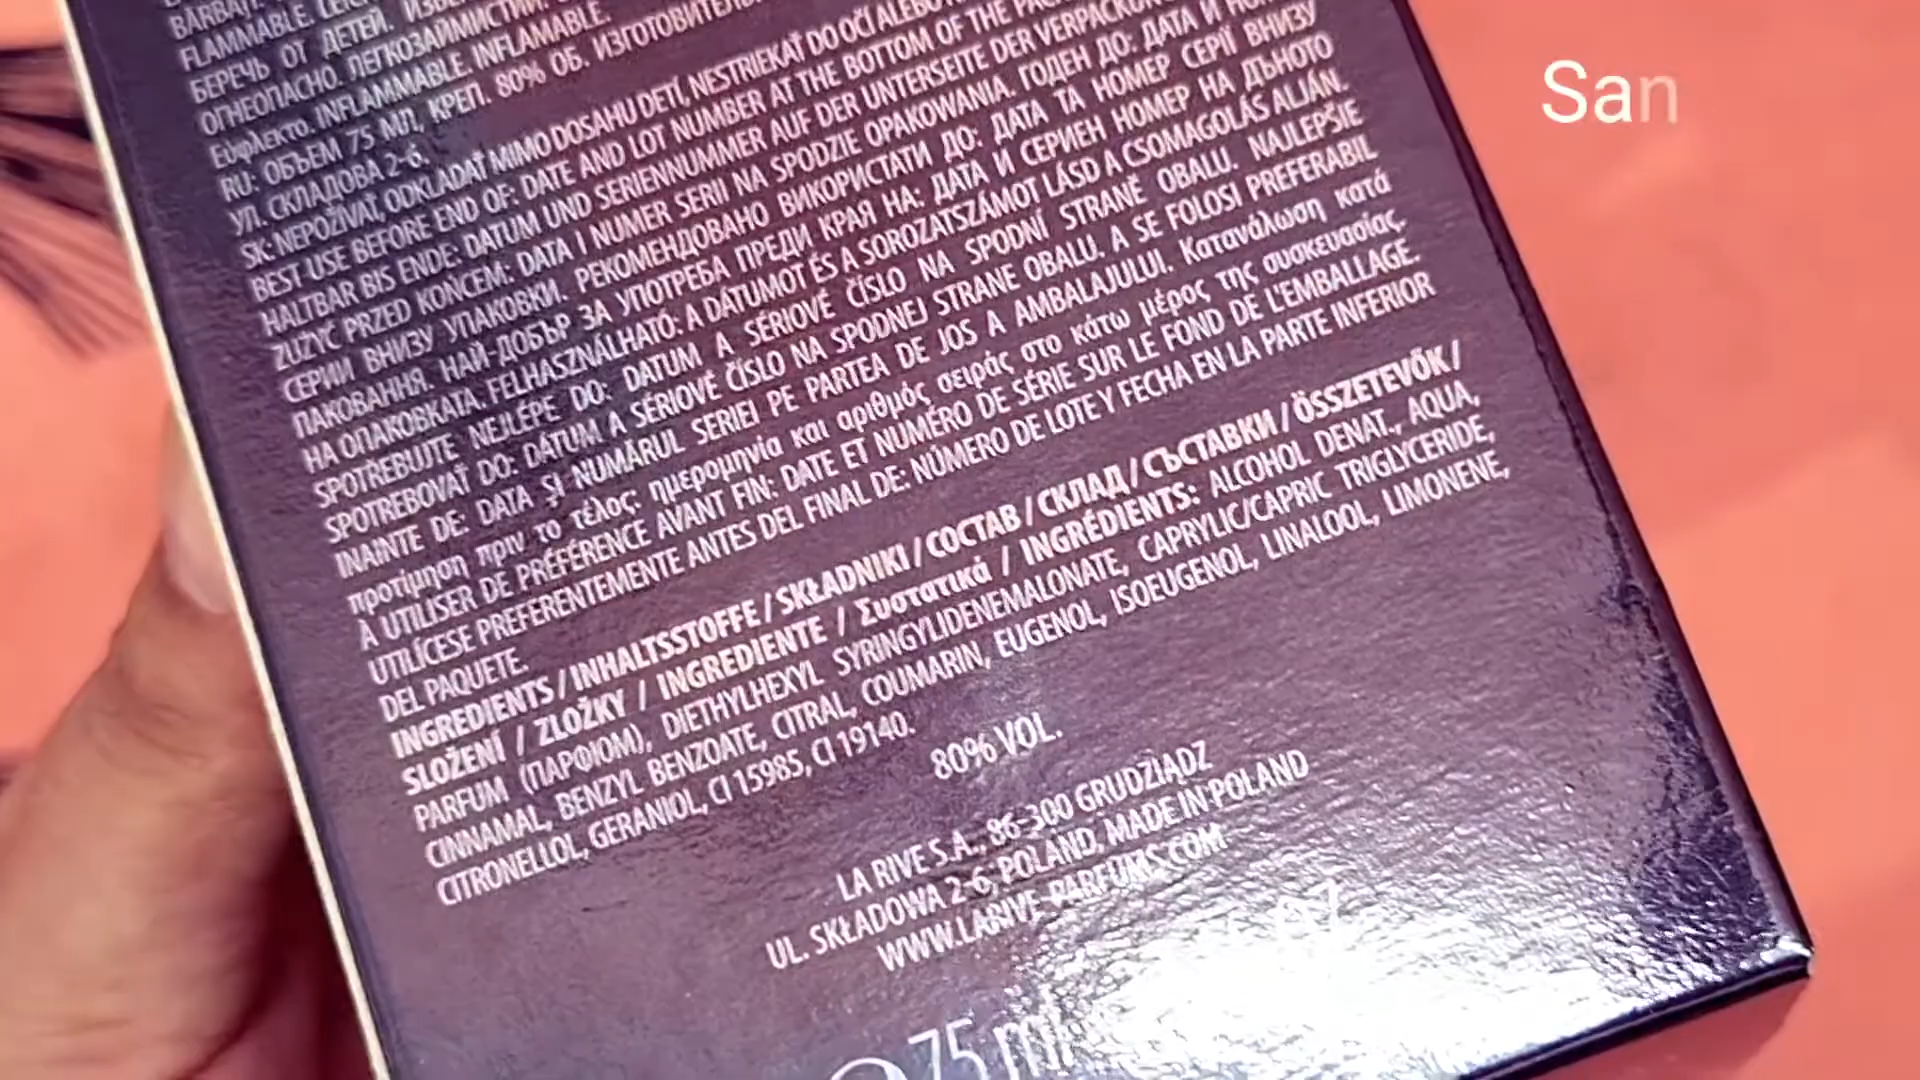 San
FLAMMABLE.
БЕРЕЧЬ ОТ ДЕТЕЙ.
ОГНЕОПАСНО. ЛЕГКОЗАЙМИСТИЙ.
Εύφλεκτο. INFLAMMABLE. INFLAMABLE.
RU: ОБЪЕМ 75 МЛ, КРЕП. 80% ОБ. ИЗГОТОВИТЕЛЬ
УЛ. СКЛАДОВА 2-6.
SK: NEPOŽÍVAŤ, ODKLADAŤ MIMO DOSAHU DETÍ, NESTRIEKAŤ DO OČÍ ALEBO
BEST USE BEFORE END OF: DATE AND LOT NUMBER AT THE BOTTOM OF THE
HALTBAR BIS ENDE: DATUM UND SERIENNUMMER AUF DER UNTERSEITE DER VERPACKUNG
ZUŻYĆ PRZED KOŃCEM: DATA I NUMER SERII NA SPODZIE OPAKOWANIA. ГОДЕН ДО: ДАТА И
СЕРИИ ВНИЗУ УПАКОВКИ. РЕКОМЕНДОВАНО ВИКОРИСТАТИ ДО: ДАТА ТА НОМЕР СЕРІЇ ВНИЗУ
ПАКОВАННЯ. НАЙ-ДОБЪР ЗА УПОТРЕБА ПРЕДИ КРАЯ НА: ДАТА И СЕРИЕН НОМЕР НА ДЪНОТО
НА ОПАКОВКАТА. FELHASZNÁLHATÓ: A DÁTUMOT ÉS A SOROZATSZÁMOT LÁSD A CSOMAGOLÁS ALJÁN.
SPOTŘEBUJTE NEJLÉPE DO: DATUM A SÉRIOVÉ ČÍSLO NA SPODNÍ STRANĚ OBALU. NAJLEPŠIE
SPOTREBOVAŤ DO: DÁTUM A SÉRIOVÉ ČÍSLO NA SPODNEJ STRANE OBALU. A SE FOLOSI PREFERABIL
INAINTE DE: DATA ȘI NUMĂRUL SERIEI PE PARTEA DE JOS A AMBALAJULUI. Κατανάλωση κατά
προτίμηση πριν το τέλος: ημερομηνία και αριθμός σειράς στο κάτω μέρος της συσκευασίας.
À UTILISER DE PRÉFÉRENCE AVANT FIN: DATE ET NUMÉRO DE SÉRIE SUR LE FOND DE L'EMBALLAGE.
UTILÍCESE PREFERENTEMENTE ANTES DEL FINAL DE: NÚMERO DE LOTE Y FECHA EN LA PARTE INFERIOR
DEL PAQUETE.
INGREDIENTS / INHALTSSTOFFE / SKŁADNIKI / СОСТАВ / СКЛАД / СЪСТАВКИ / ÖSSZETEVŐK /
SLOŽENÍ / ZLOŽKY / INGREDIENTE / Συστατικά / INGRÉDIENTS: ALCOHOL DENAT., AQUA,
PARFUM (ПАРФЮМ), DIETHYLHEXYL SYRINGYLIDENEMALONATE, CAPRYLIC/CAPRIC TRIGLYCERIDE,
CINNAMAL, BENZYL BENZOATE, CITRAL, COUMARIN, EUGENOL, ISOEUGENOL, LINALOOL, LIMONENE,
CITRONELLOL, GERANIOL, CI 15985, CI 19140.
80% VOL.
LA RIVE S.A., 86-300 GRUDZIĄDZ
UL. SKŁADOWA 2-6, POLAND, MADE IN POLAND
WWW.LARIVE-PARFUMS.COM
75 ml